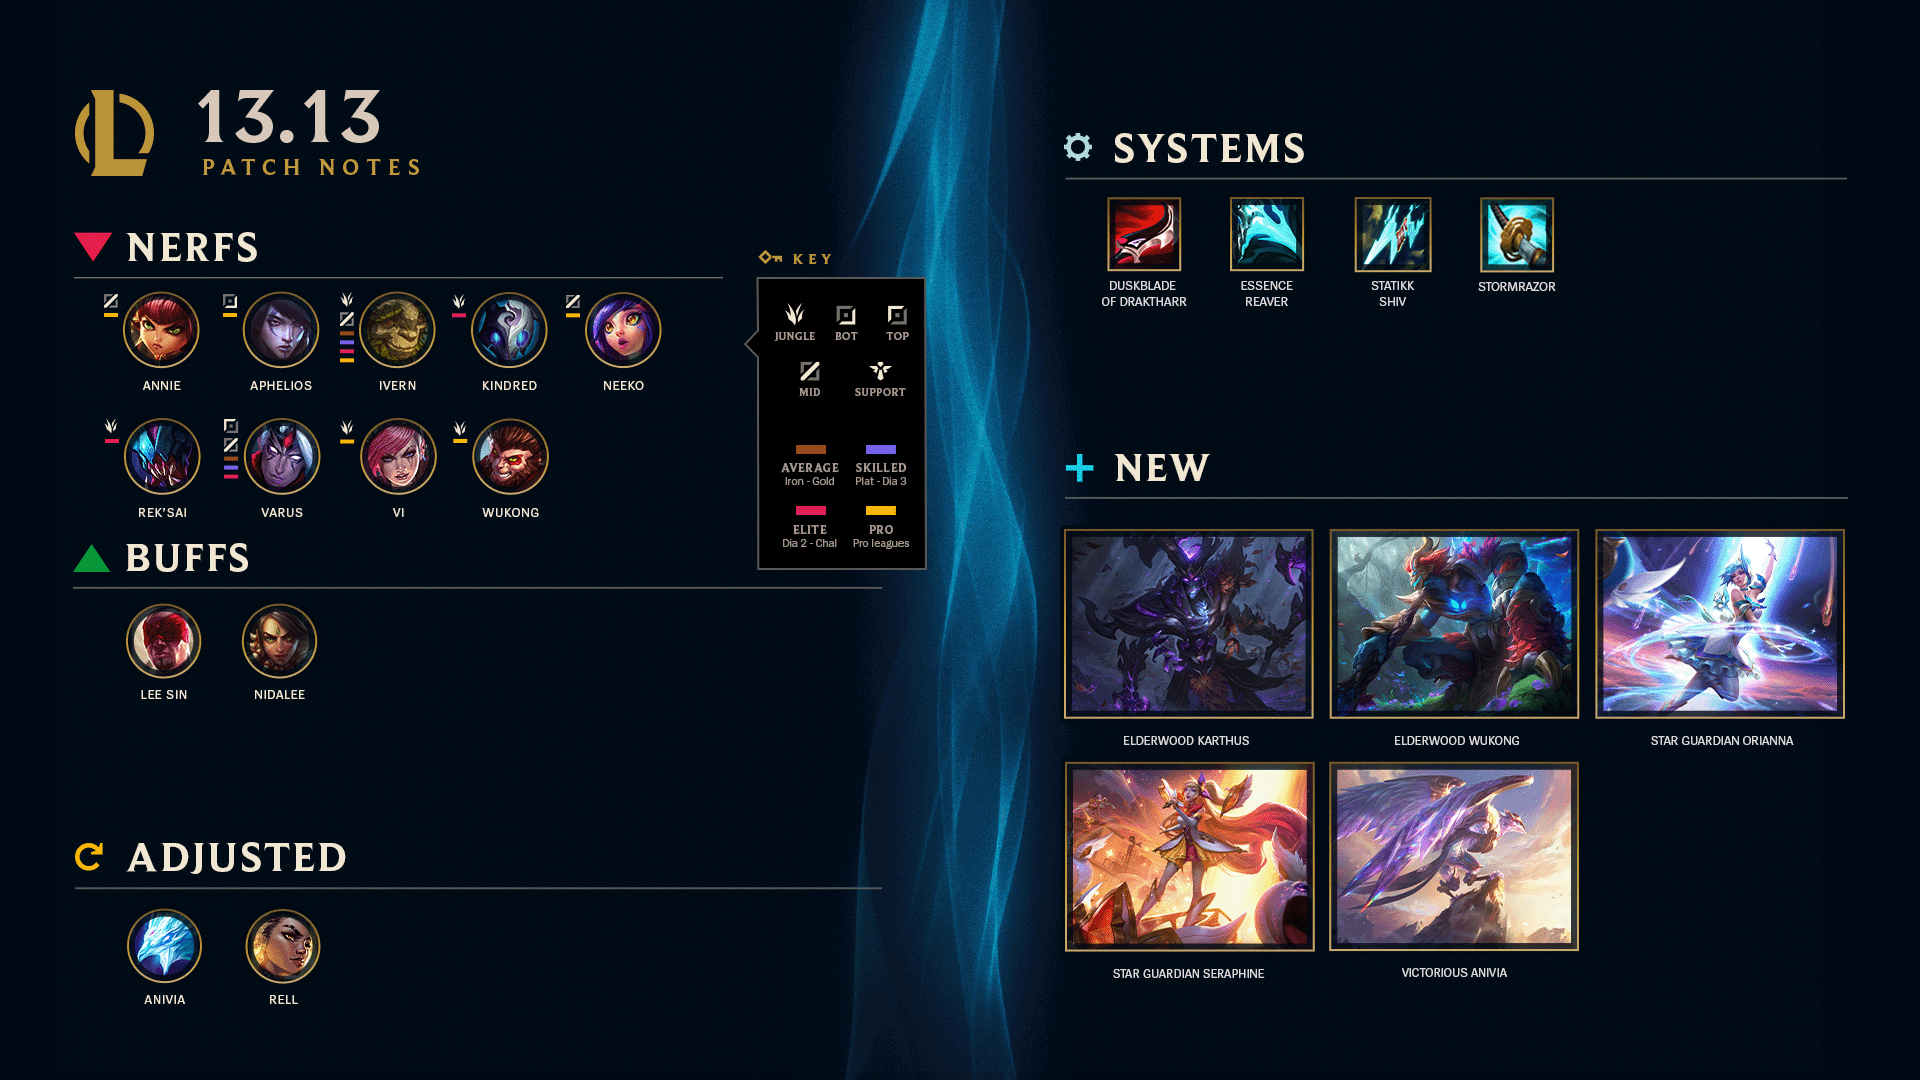 13.13
PATCH NOTES
NERFS
ANNIE
APHELIOS
IVERN
KINDRED
NEEKO
REK'SAI
VARUS
VI
WUKONG
BUFFS
LEE SIN
NIDALEE
ADJUSTED
ANIVIA
RELL
KEY
JUNGLE
BOT
TOP
MID
SUPPORT
AVERAGE
Iron - Gold
SKILLED
Plat - Dia 3
ELITE
Dia 2 - Chal
PRO
Pro leagues
SYSTEMS
DUSKBLADE
OF DRAKTHARR
ESSENCE
REAVER
STATIKK
SHIV
STORMRAZOR
NEW
ELDERWOOD KARTHUS
ELDERWOOD WUKONG
STAR GUARDIAN ORIANNA
STAR GUARDIAN SERAPHINE
VICTORIOUS ANIVIA